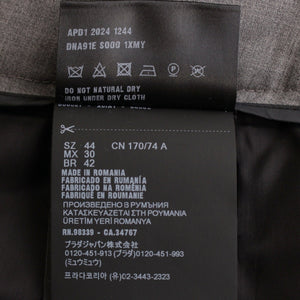 APD1 2024 1244
DNA91E S000 1XMY
DO NOT NATURAL DRY
IRON UNDER DRY CLOTH
SZ 44 CN 170/74 A
MX 30
BR 42
MADE IN ROMANIA
FABRICADO EN RUMANÍA
FABRICADO NA ROMÉNIA
FABRIQUÉ EN ROUMANIE
ПРОИЗВЕДЕНО В РУМЪНИЯ
ΚΑΤΑΣΚΕΥΑΖΕΤΑΙ ΣΤΗ ΡΟΥΜΑΝΙΑ
ÜRETİM YERİ ROMANYA
RN.98339 - CA.34767
プラダジャパン株式会社
0120-451-913 (プラダ) 0120-451-993
(ミュウミュウ)
프라다코리아 (유) 02-3443-2323